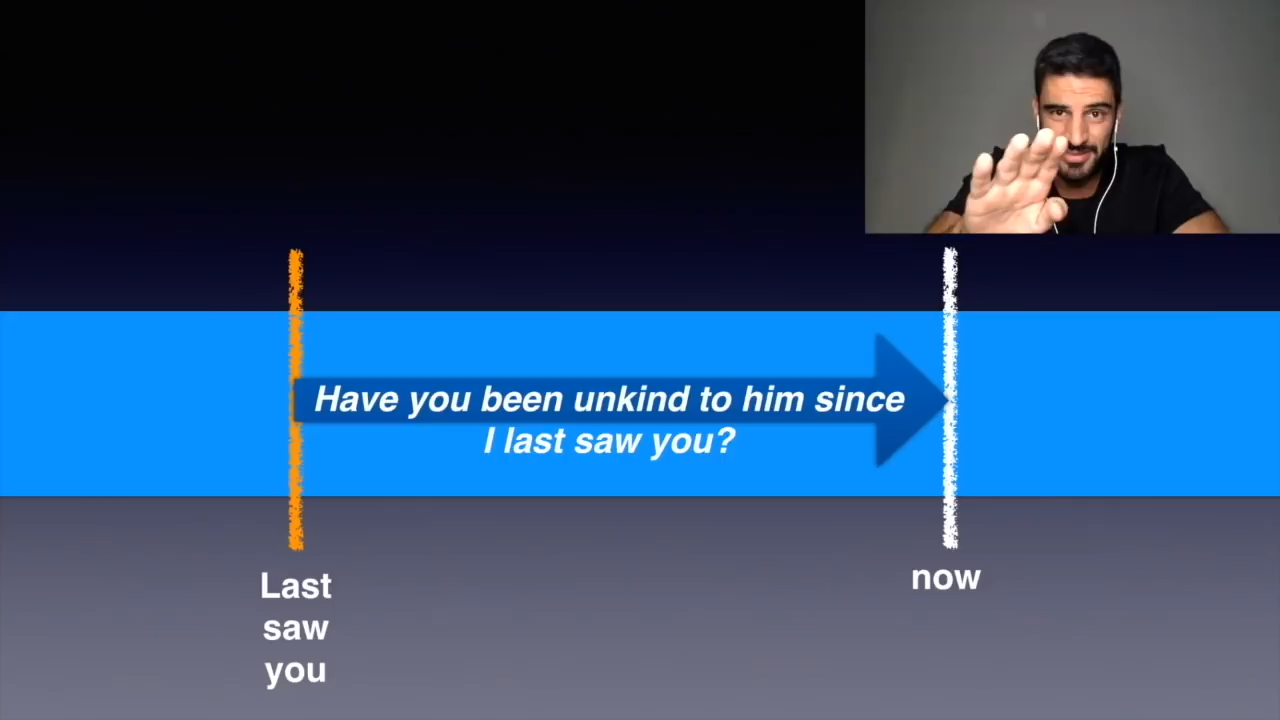 Have you been unkind to him since
I last saw you?
Last
saw
you
now